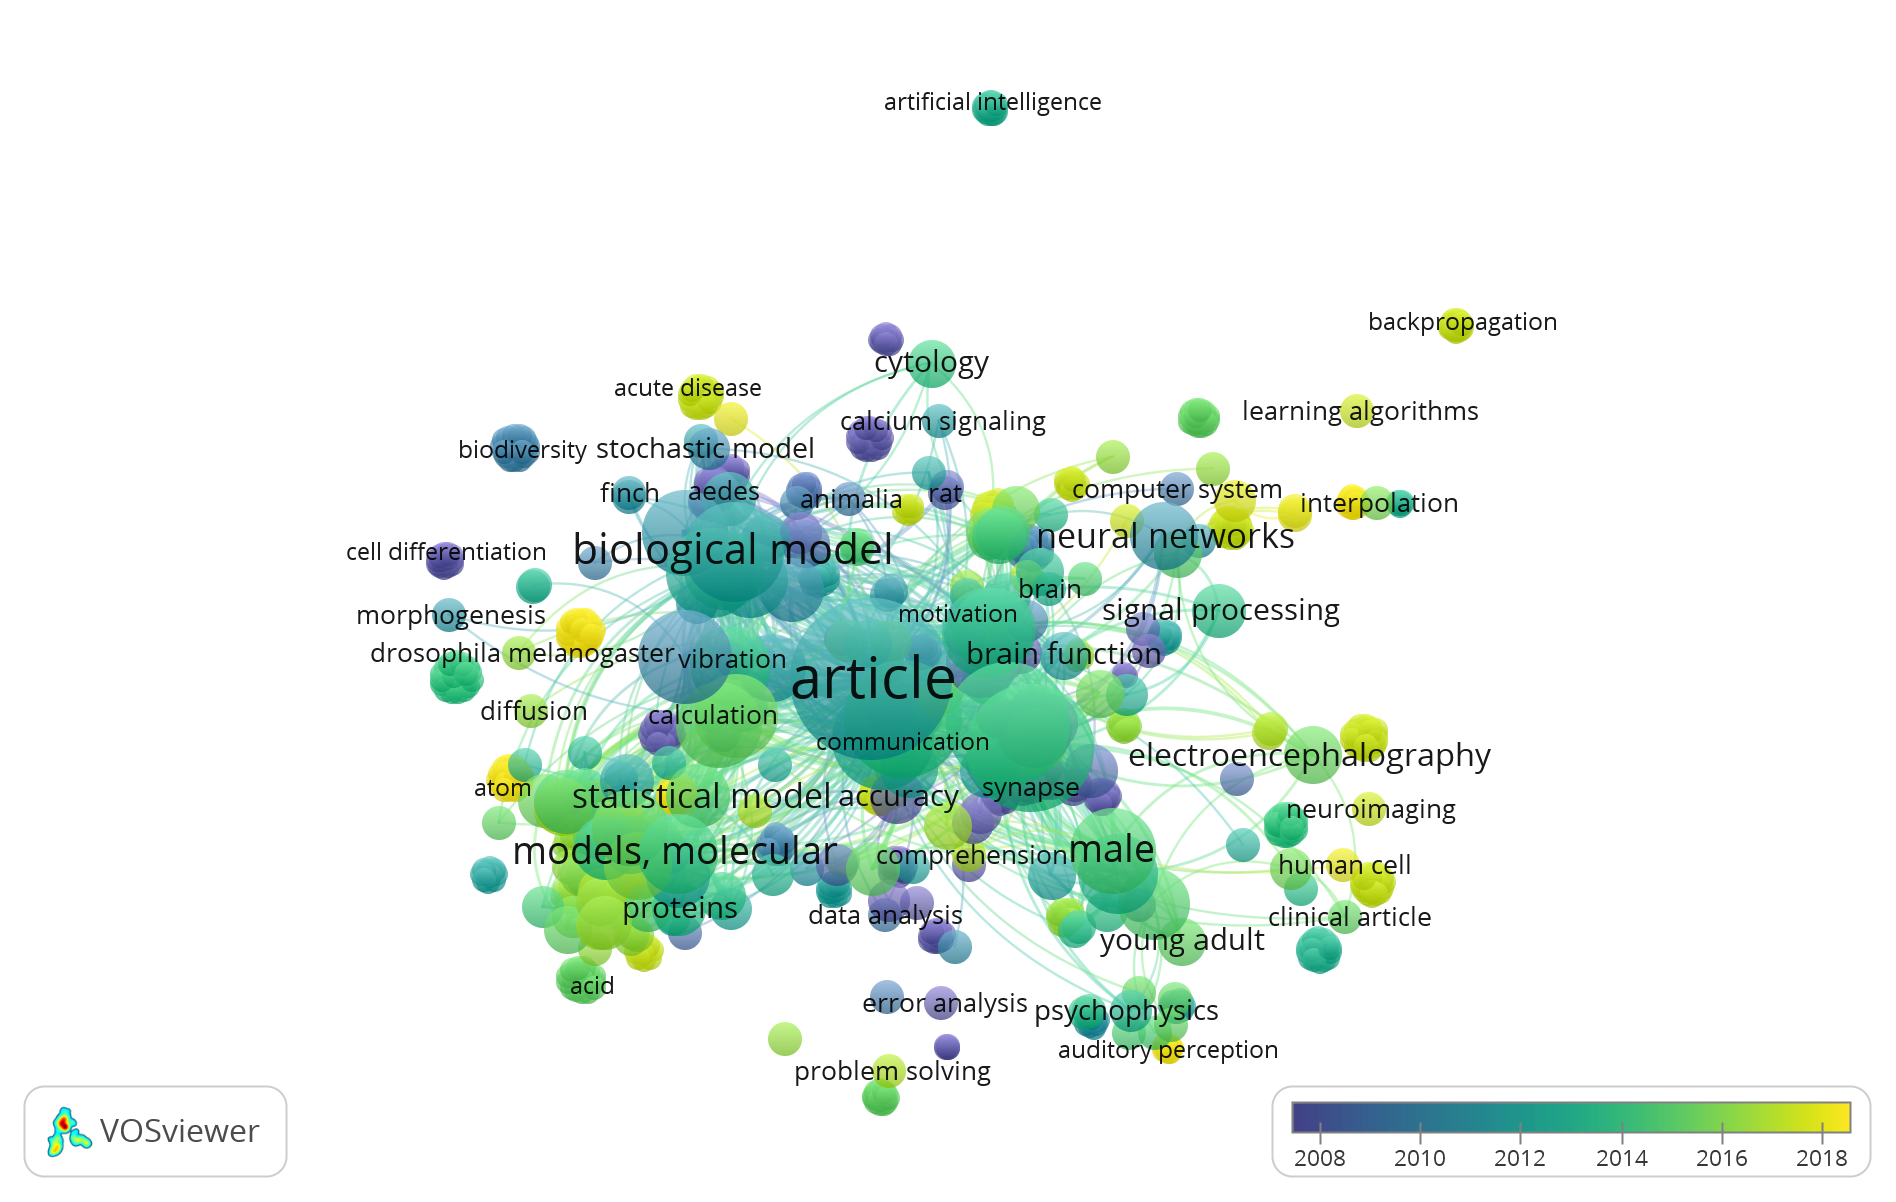 artificial intelligence
backpropagation
cytology
acute disease
learning algorithms
calcium signaling
biodiversity
stochastic model
finch
aedes
animalia
rat
computer system
interpolation
neural networks
biological model
cell differentiation
brain
morphogenesis
motivation
signal processing
drosophila melanogaster
vibration
brain function
article
diffusion
calculation
communication
electroencephalography
atom
statistical model
accuracy
synapse
neuroimaging
models, molecular
comprehension
male
human cell
proteins
data analysis
clinical article
young adult
acid
error analysis
psychophysics
auditory perception
problem solving
VOSviewer
2008
2010
2012
2014
2016
2018